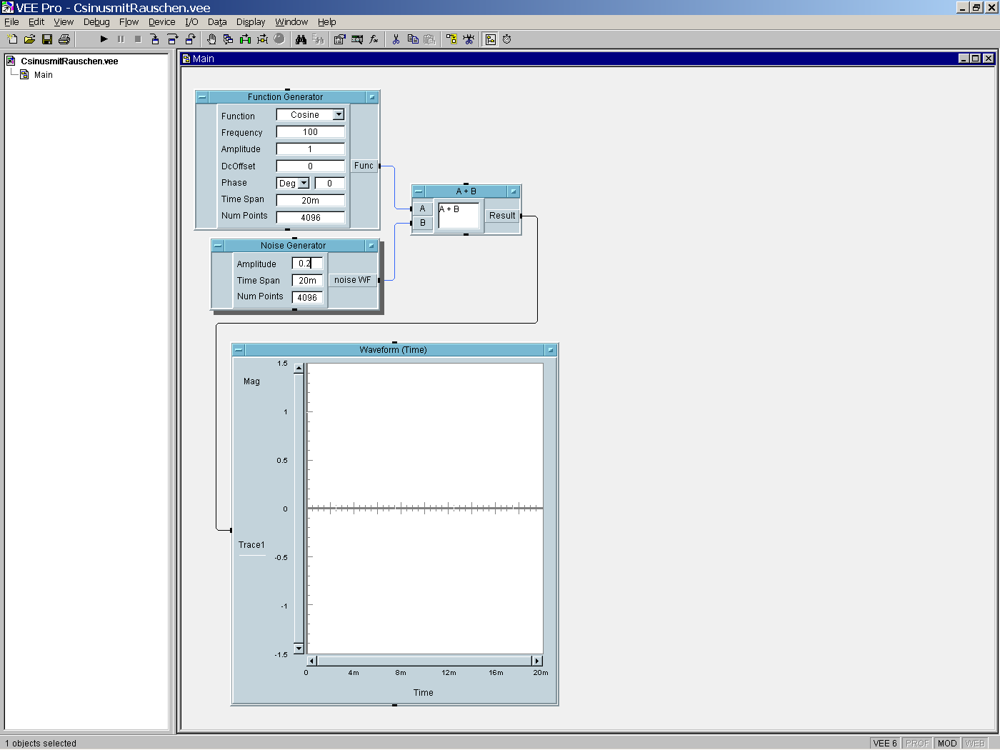 VEE Pro - CsinusmitRauschen.vee
File Edit View Debug Flow Device I/O Data Display Window Help
CsinusmitRauschen.vee
Main
Main
Function Generator
Function Cosine
Frequency 100
Amplitude 1
DcOffset 0
Func
Phase Deg 0
Time Span 20m
Num Points 4096
A + B
A
B
A + B
Result
Noise Generator
Amplitude 0.2
Time Span 20m
noise WF
Num Points 4096
Waveform (Time)
Mag
1.5
1
0.5
0
-0.5
-1
-1.5
Trace1
0 4m 8m 12m 16m 20m
Time
1 objects selected
VEE 6 PROF MOD WEB